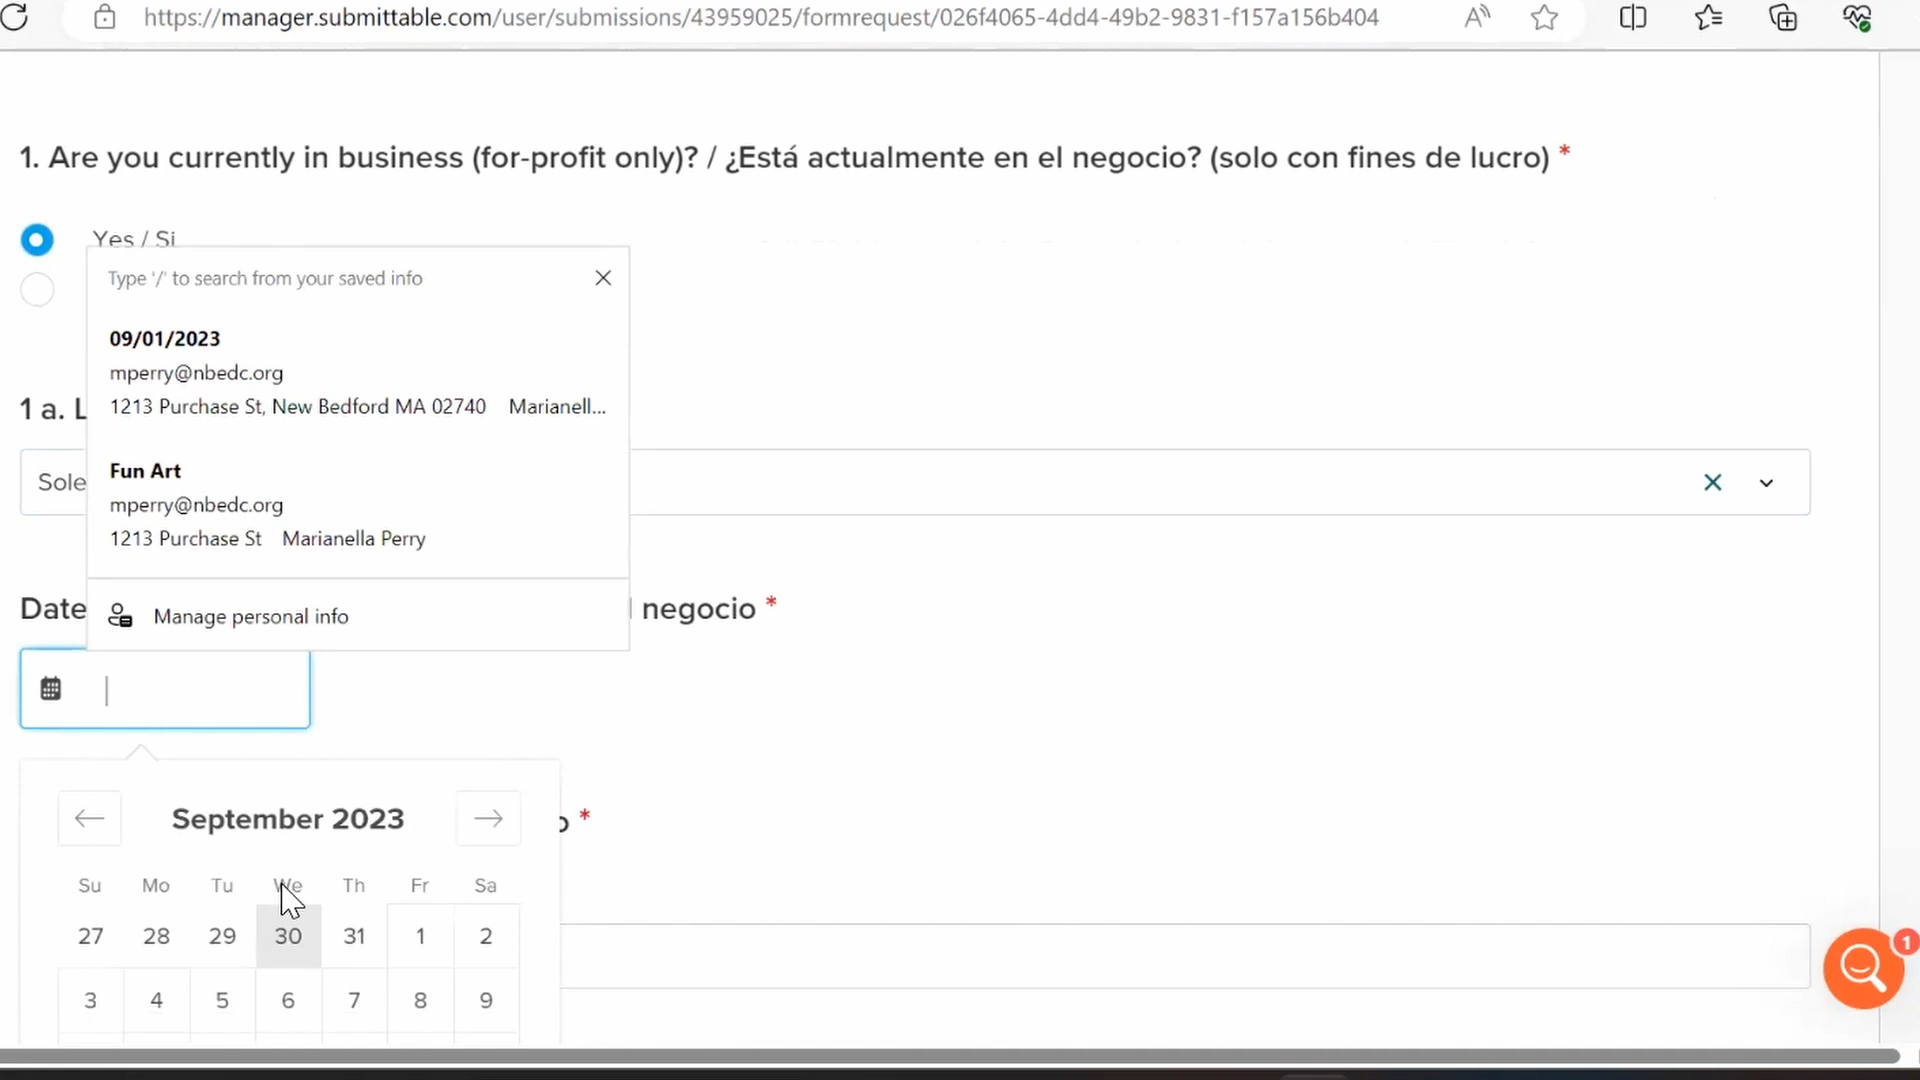 https://manager.submittable.com/user/submissions/43959025/formrequest/026f4065-4dd4-49b2-9831-f157a156b404
1. Are you currently in business (for-profit only)? / ¿Está actualmente en el negocio? (solo con fines de lucro) *
Yes / Si
Type '/' to search from your saved info
09/01/2023
mperry@nbedc.org
1213 Purchase St, New Bedford MA 02740 Marianell...
1 a.
Fun Art
Sole
mperry@nbedc.org
1213 Purchase St Marianella Perry
Date negocio *
Manage personal info
September 2023
o *
Su Mo Tu We Th Fr Sa
27 28 29 30 31 1 2
3 4 5 6 7 8 9
1